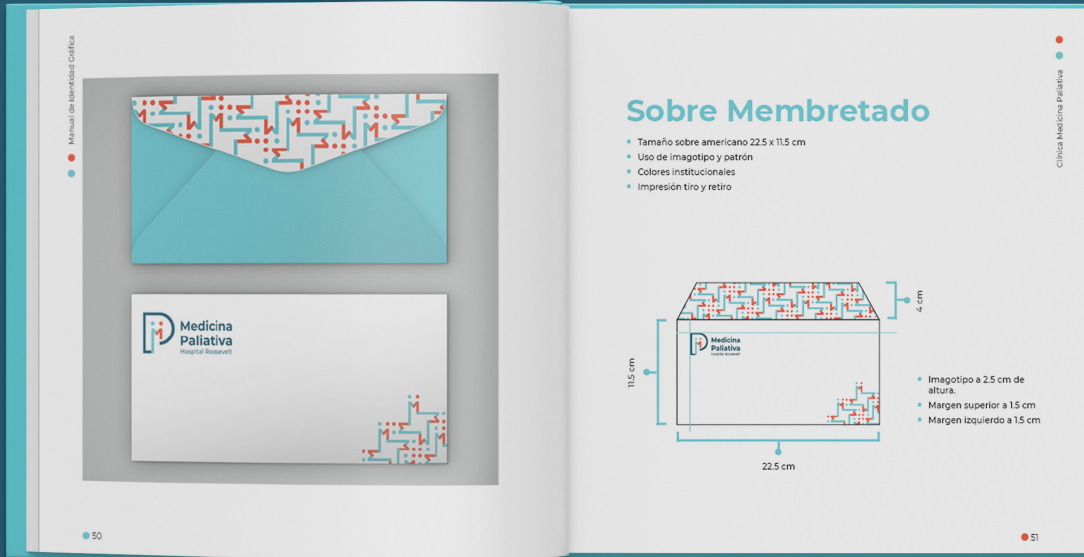 Manual de Identidad Gráfica
Medicina
Paliativa
Hospital Roosevelt
50
Clínica Medicina Paliativa
Sobre Membretado
Tamaño sobre americano 22.5 x 11.5 cm
Uso de imagotipo y patrón
Colores institucionales
Impresión tiro y retiro
4 cm
Medicina
Paliativa
Hospital Roosevelt
11.5 cm
22.5 cm
Imagotipo a 2.5 cm de
altura.
Margen superior a 1.5 cm
Margen izquierdo a 1.5 cm
51